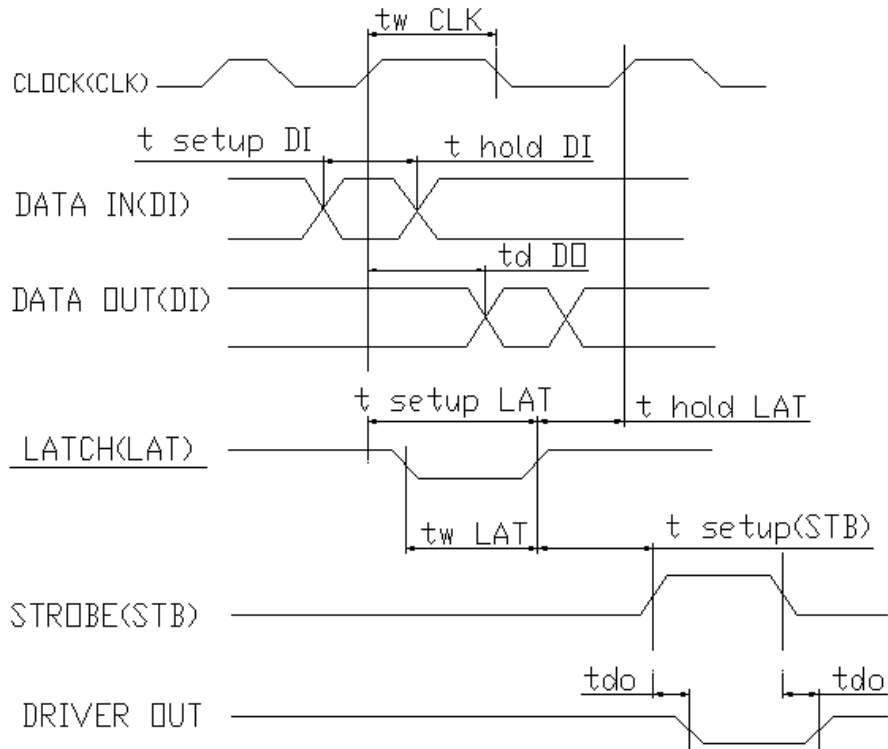 tw CLK
CLOCK(CLK)
t setup DI
t hold DI
DATA IN(DI)
td DO
DATA OUT(DI)
t setup LAT
t hold LAT
LATCH(LAT)
tw LAT
t setup(STB)
STROBE(STB)
tdo
tdo
DRIVER OUT